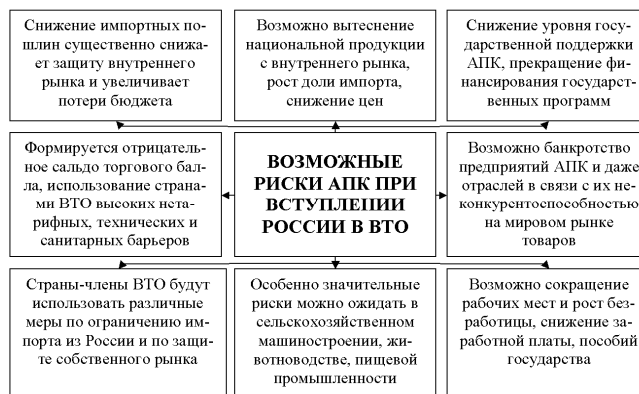 Снижение импортных по-
шлин существенно снижа-
ет защиту внутреннего
рынка и увеличивает
потери бюджета
Возможно вытеснение
национальной продукции
с внутреннего рынка,
рост доли импорта,
снижение цен
Снижение уровня госу-
дарственной поддержки
АПК, прекращение фи-
нансирования государст-
венных программ
Формируется отрицатель-
ное сальдо торгового бал-
ла, использование страна-
ми ВТО высоких нета-
рифных, технических и
санитарных барьеров
ВОЗМОЖНЫЕ
РИСКИ АПК ПРИ
ВСТУПЛЕНИИ
РОССИИ В ВТО
Возможно банкротство
предприятий АПК и даже
отраслей в связи с их не-
конкурентоспособностью
на мировом рынке
товаров
Страны-члены ВТО будут
использовать различные
меры по ограничению им-
порта из России и по за-
щите собственного рынка
Особенно значительные
риски можно ожидать в
сельскохозяйственном
машиностроении, жи-
вотноводстве, пищевой
промышленности
Возможно сокращение
рабочих мест и рост без-
работицы, снижение за-
работной платы, пособий
государства